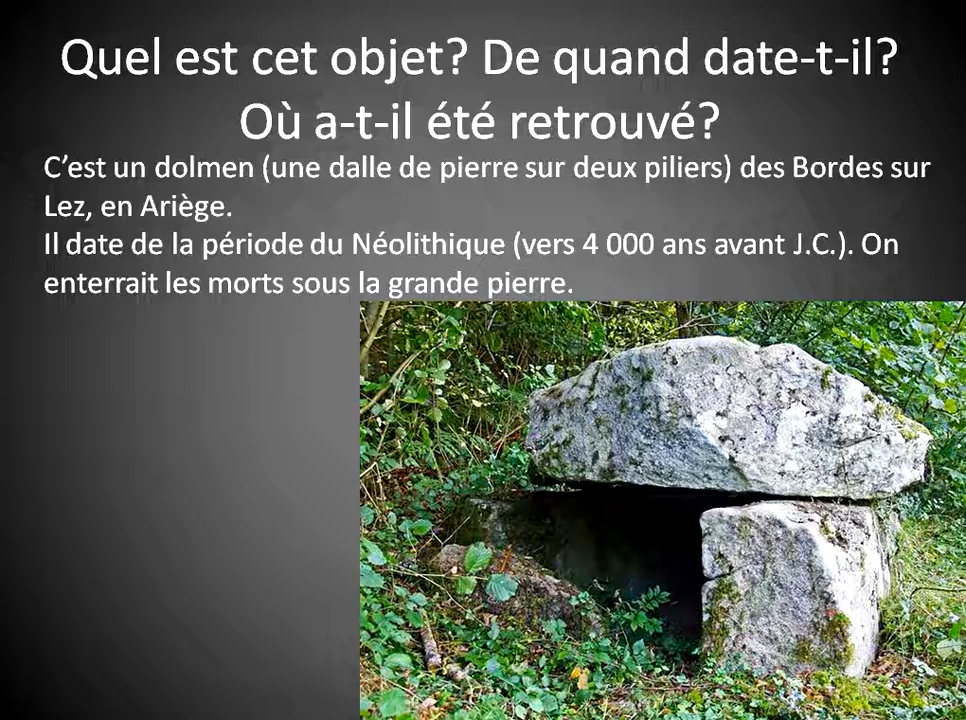 Quel est cet objet? De quand date-t-il?
Où a-t-il été retrouvé?
C’est un dolmen (une dalle de pierre sur deux piliers) des Bordes sur
Lez, en Ariège.
Il date de la période du Néolithique (vers 4 000 ans avant J.C.). On
enterrait les morts sous la grande pierre.